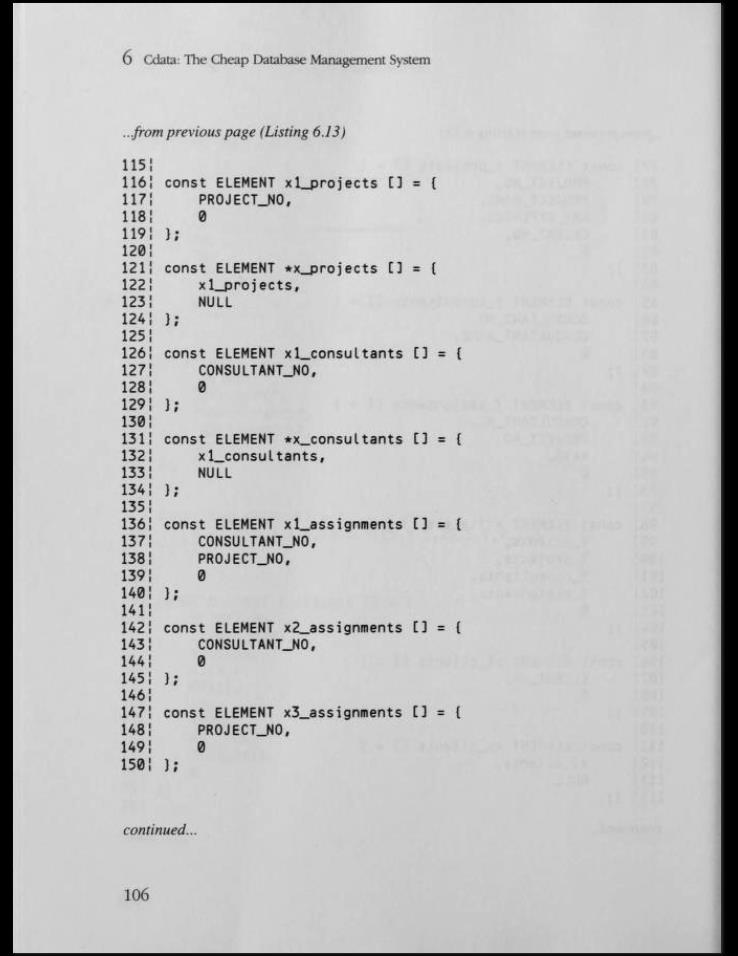 6 Cdata: The Cheap Database Management System
...from previous page (Listing 6.13)
115¦
116¦ const ELEMENT x1_projects [] = {
117¦     PROJECT_NO,
118¦     0
119¦ };
120¦
121¦ const ELEMENT *x_projects [] = {
122¦     x1_projects,
123¦     NULL
124¦ };
125¦
126¦ const ELEMENT x1_consultants [] = {
127¦     CONSULTANT_NO,
128¦     0
129¦ };
130¦
131¦ const ELEMENT *x_consultants [] = {
132¦     x1_consultants,
133¦     NULL
134¦ };
135¦
136¦ const ELEMENT x1_assignments [] = {
137¦     CONSULTANT_NO,
138¦     PROJECT_NO,
139¦     0
140¦ };
141¦
142¦ const ELEMENT x2_assignments [] = {
143¦     CONSULTANT_NO,
144¦     0
145¦ };
146¦
147¦ const ELEMENT x3_assignments [] = {
148¦     PROJECT_NO,
149¦     0
150¦ };
continued...
106